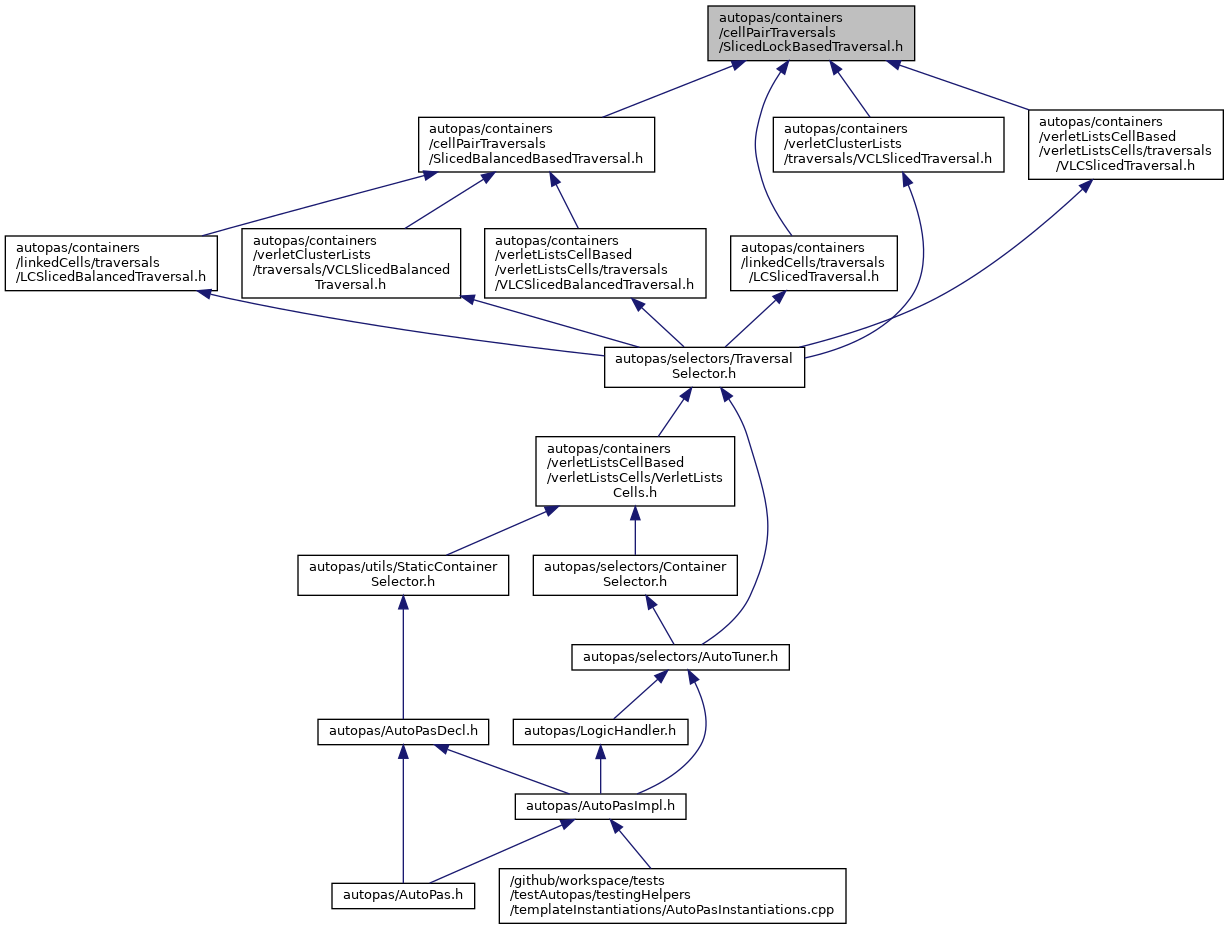 autopas/containers
/cellPairTraversals
/SlicedLockBasedTraversal.h
autopas/containers
/cellPairTraversals
/SlicedBalancedBasedTraversal.h
autopas/containers
/verletClusterLists
/traversals/VCLSlicedTraversal.h
autopas/containers
/verletListsCellBased
/verletListsCells/traversals
/VLCSlicedTraversal.h
autopas/containers
/linkedCells/traversals
/LCSlicedBalancedTraversal.h
autopas/containers
/verletClusterLists
/traversals/VCLSlicedBalanced
Traversal.h
autopas/containers
/verletListsCellBased
/verletListsCells/traversals
/VLCSlicedBalancedTraversal.h
autopas/containers
/linkedCells/traversals
/LCSlicedTraversal.h
autopas/selectors/Traversal
Selector.h
autopas/containers
/verletListsCellBased
/verletListsCells/VerletLists
Cells.h
autopas/utils/StaticContainer
Selector.h
autopas/selectors/Container
Selector.h
autopas/selectors/AutoTuner.h
autopas/AutoPasDecl.h
autopas/LogicHandler.h
autopas/AutoPasImpl.h
autopas/AutoPas.h
/github/workspace/tests
/testAutopas/testingHelpers
/templateInstantiations/AutoPasInstantiations.cpp